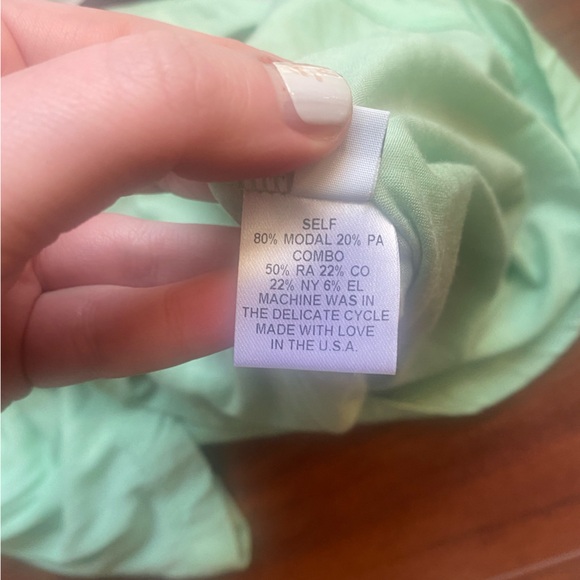 SELF
80% MODAL 20% PA
COMBO
50% RA 22% CO
22% NY 6% EL
MACHINE WAS IN
THE DELICATE CYCLE
MADE WITH LOVE
IN THE U.S.A.